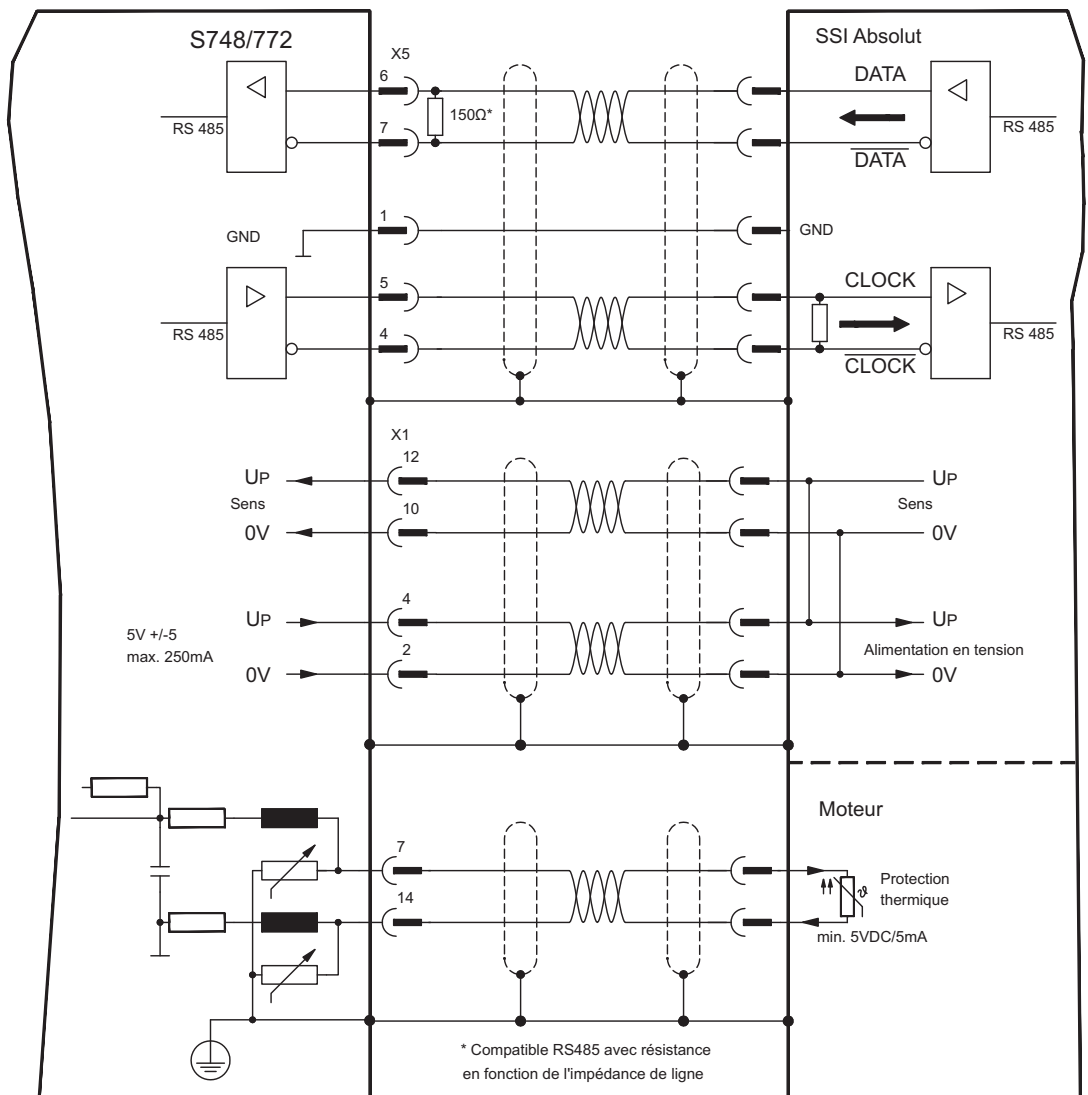 S748/772
X5
SSI Absolut
6
DATA
RS 485
150Ω*
RS 485
7
DATA
1
GND
GND
5
CLOCK
RS 485
4
RS 485
CLOCK
X1
12
UP
UP
Sens
10
Sens
0V
0V
4
UP
UP
5V +/-5
max. 250mA
2
Alimentation en tension
0V
0V
Moteur
7
Protection
thermique
ϑ
14
min. 5VDC/5mA
* Compatible RS485 avec résistance
en fonction de l'impédance de ligne